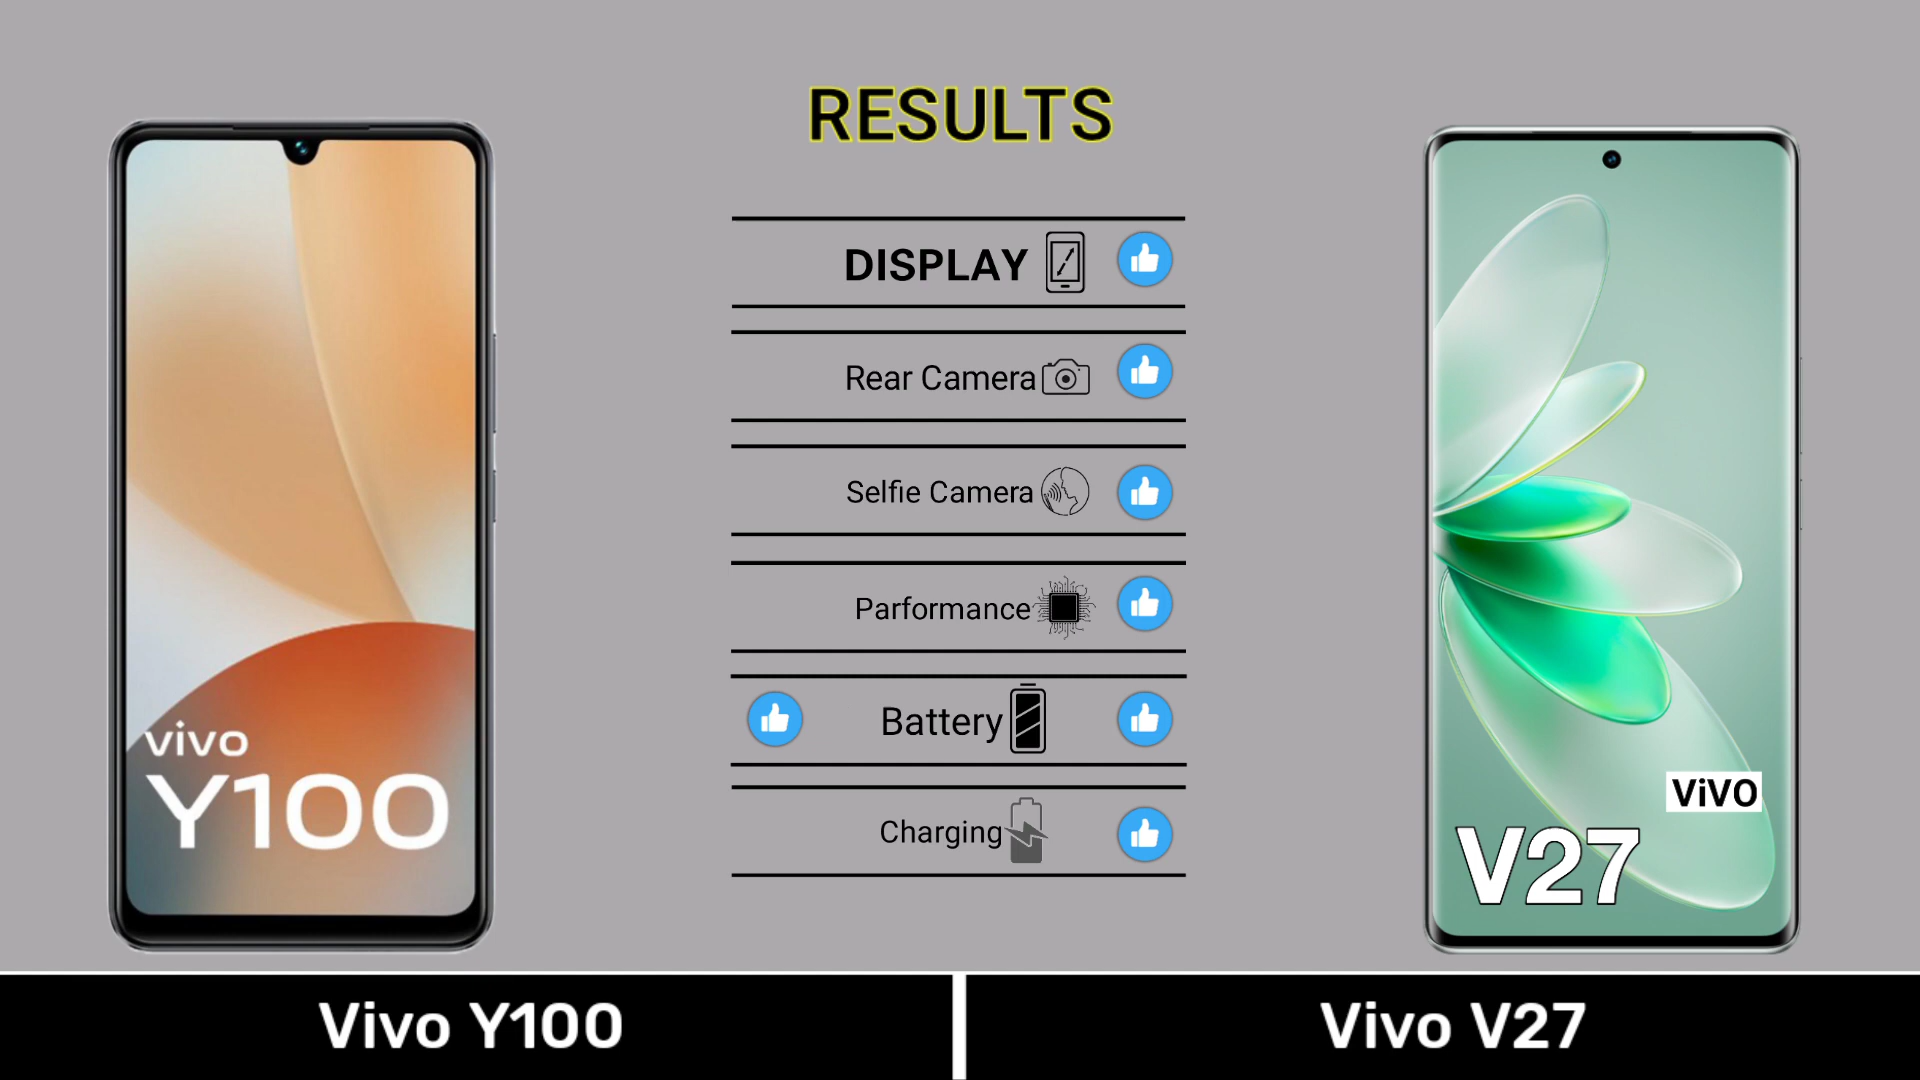 RESULTS
DISPLAY
Rear Camera
Selfie Camera
Parformance
Battery
Charging
vivo
Y100
ViVO
V27
Vivo Y100
Vivo V27